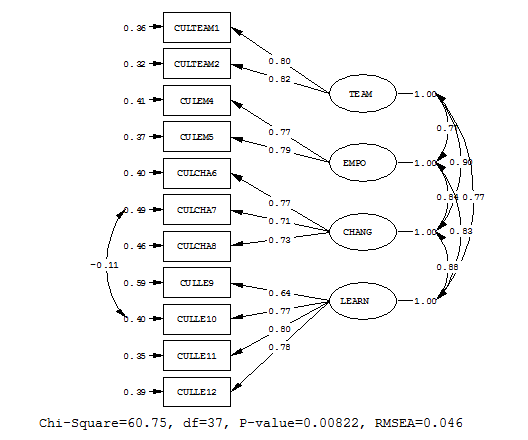 0.36 CULTEAM1
0.80
0.32 CULTEAM2
0.82
TEAM 1.00
0.41 CULEM4
0.37 CULEM5
0.77
0.79
EMPO 1.00
0.40 CULCHA6
0.90 0.77
0.84
0.77
0.49 CULCHA7
0.71
0.83
CHANG 1.00
0.46 CULCHA8
0.73
-0.11
0.88
0.59 CULLE9
0.64
LEARN 1.00
0.40 CULLE10
0.77
0.80
0.35 CULLE11
0.78
0.39 CULLE12
Chi-Square=60.75, df=37, P-value=0.00822, RMSEA=0.046